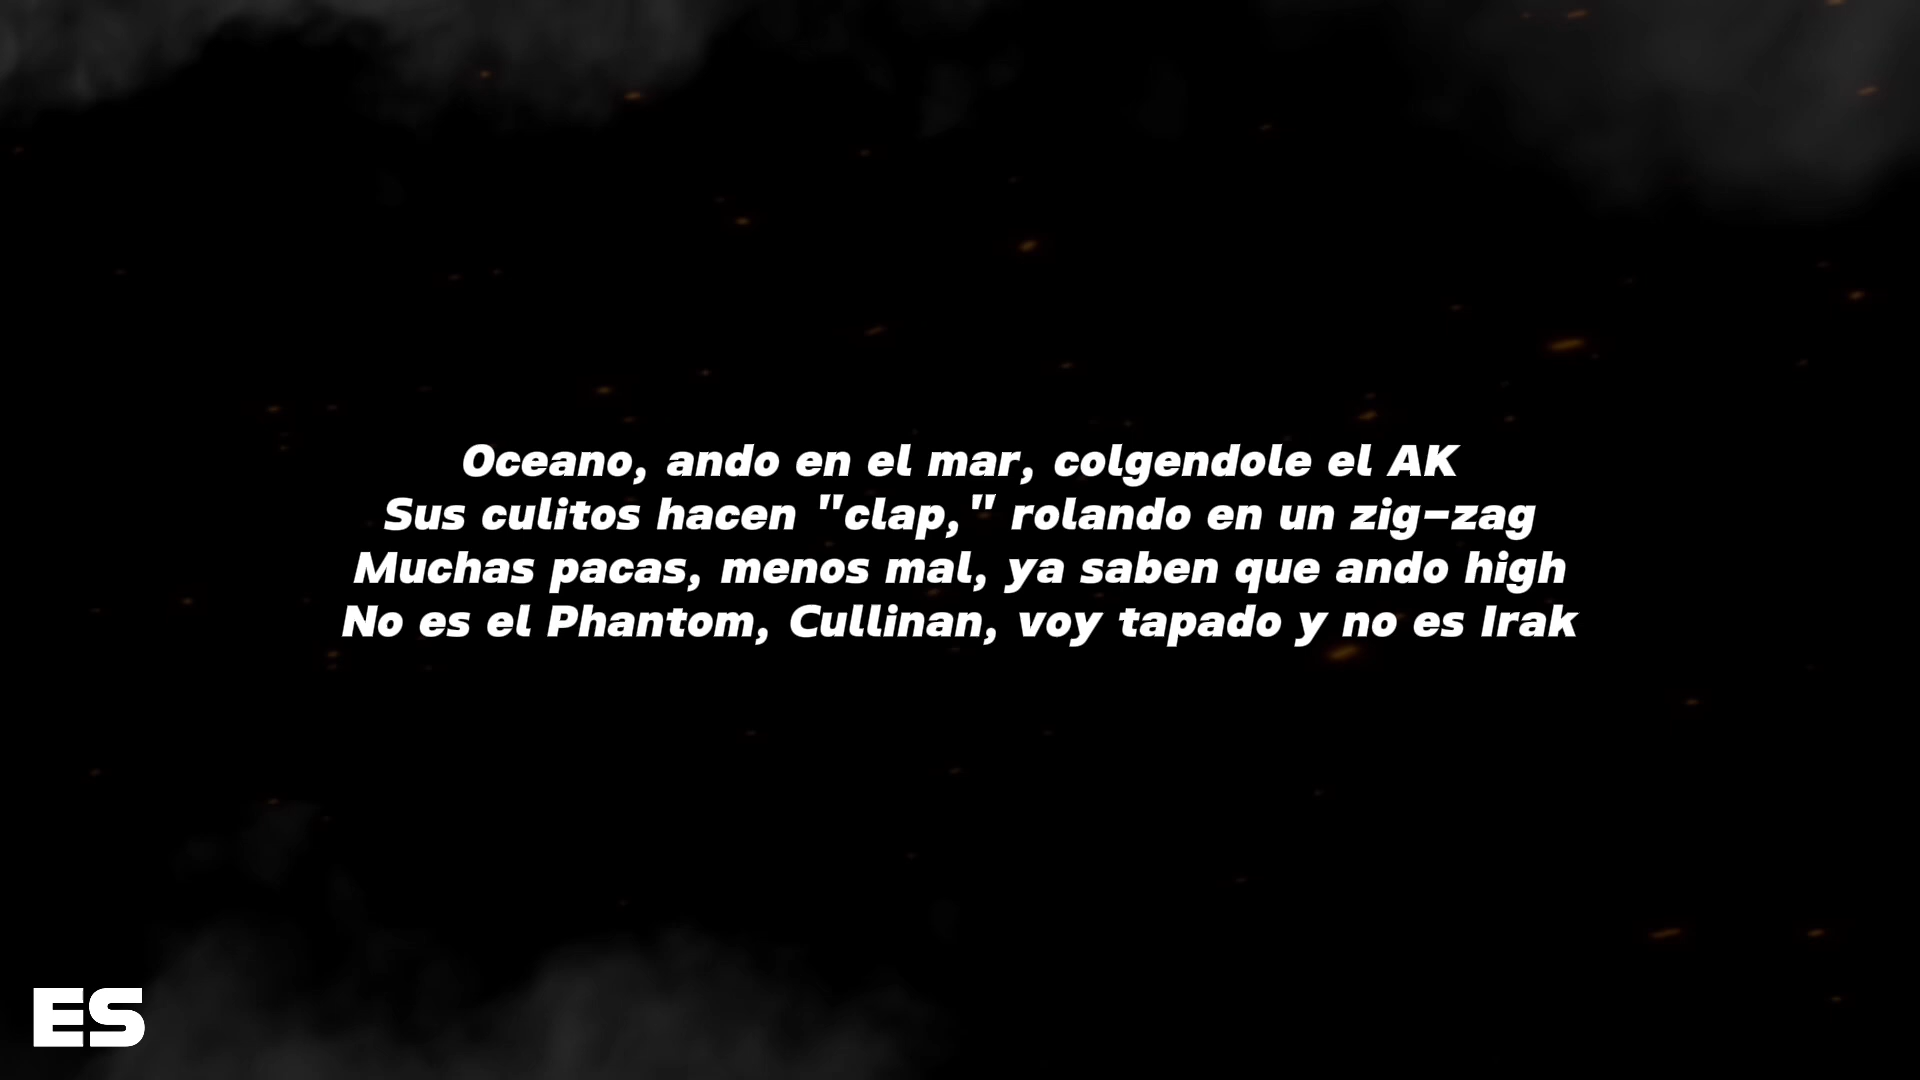 Oceano, ando en el mar, colgendole el AK
Sus culitos hacen "clap," rolando en un zig-zag
Muchas pacas, menos mal, ya saben que ando high
No es el Phantom, Cullinan, voy tapado y no es Irak
ES